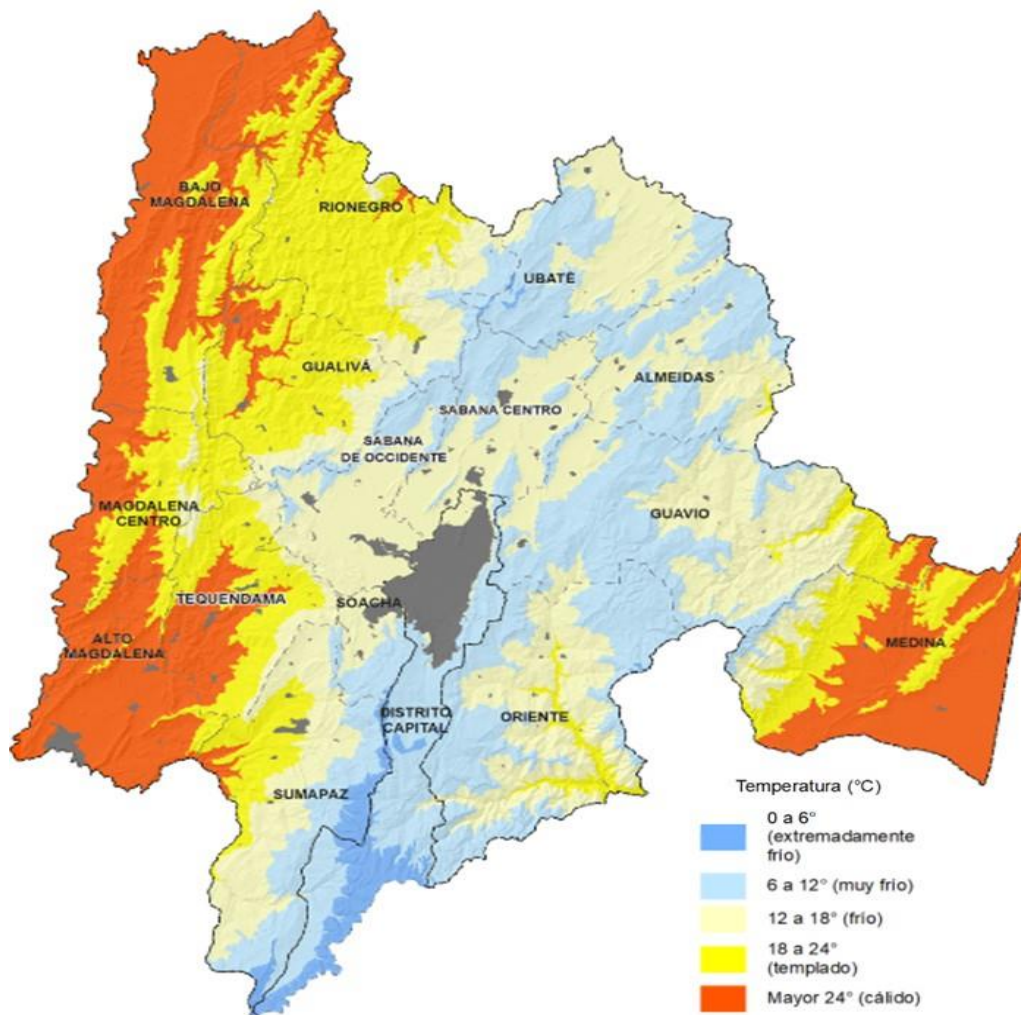 BAJO
MAGDALENA
RIONEGRO
UBATÉ
GUALIVÁ
ALMEIDAS
SABANA CENTRO
SABANA
DE OCCIDENTE
MAGDALENA
CENTRO
GUAVIO
TEQUENDAMA
SOACHA
ALTO
MAGDALENA
MEDINA
DISTRITO
CAPITAL
ORIENTE
SUMAPAZ
Temperatura (°C)
0 a 6°
(extremadamente
frío)
6 a 12° (muy frío)
12 a 18° (frío)
18 a 24°
(templado)
Mayor 24° (cálido)